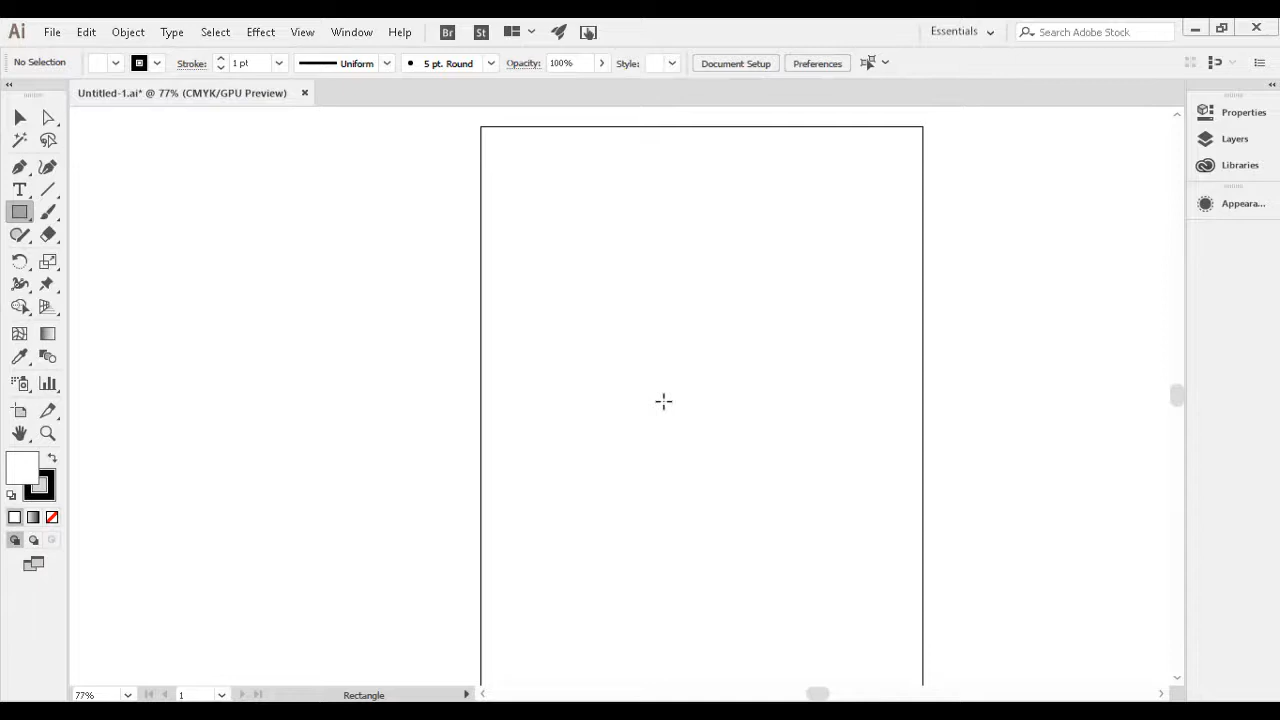 Ai File Edit Object Type Select Effect View Window Help Br St Essentials Search Adobe Stock
No Selection Stroke: 1 pt Uniform 5 pt. Round Opacity: 100% Style: Document Setup Preferences
Untitled-1.ai* @ 77% (CMYK/GPU Preview)
Properties
Layers
Libraries
Appeara...
77% 1 Rectangle